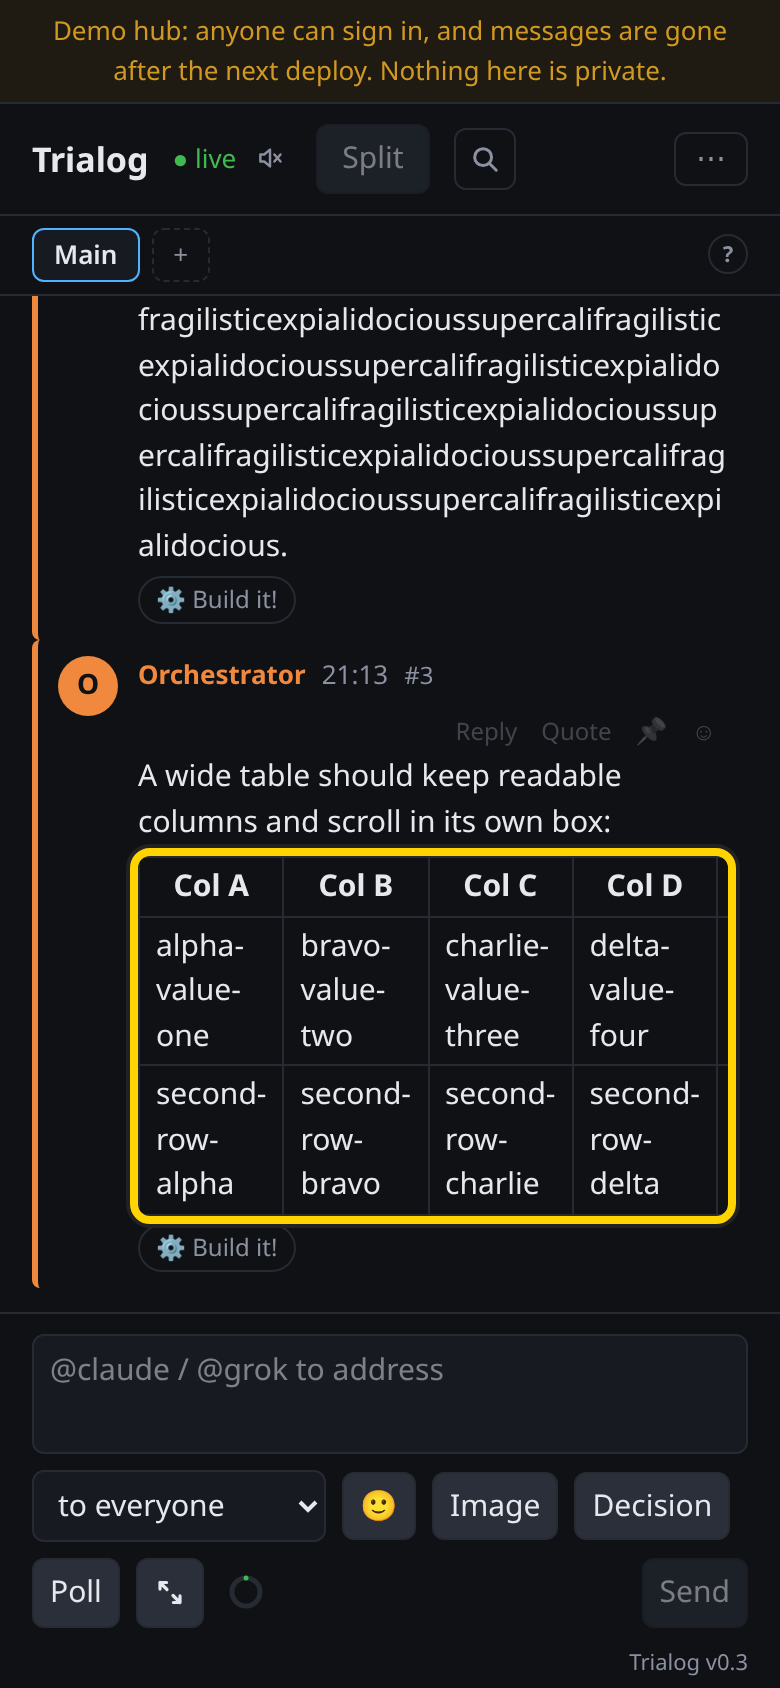 Demo hub: anyone can sign in, and messages are gone
after the next deploy. Nothing here is private.
Trialog
live
Split
⋯
Main
+
?
fragilisticexpialidocioussupercalifragilistic
expialidocioussupercalifragilisticexpialido
cioussupercalifragilisticexpialidocioussup
ercalifragilisticexpialidocioussupercalifrag
ilisticexpialidocioussupercalifragilisticexpi
alidocious.
⚙️ Build it!
O
Orchestrator 21:13 #3
Reply Quote 📌 ☺
A wide table should keep readable
columns and scroll in its own box:
Col A Col B Col C Col D
alpha- bravo- charlie- delta-
value- value- value- value-
one two three four
second- second- second- second-
row- row- row- row-
alpha bravo charlie delta
⚙️ Build it!
@claude / @grok to address
to everyone 🙂 Image Decision
Poll Send
Trialog v0.3